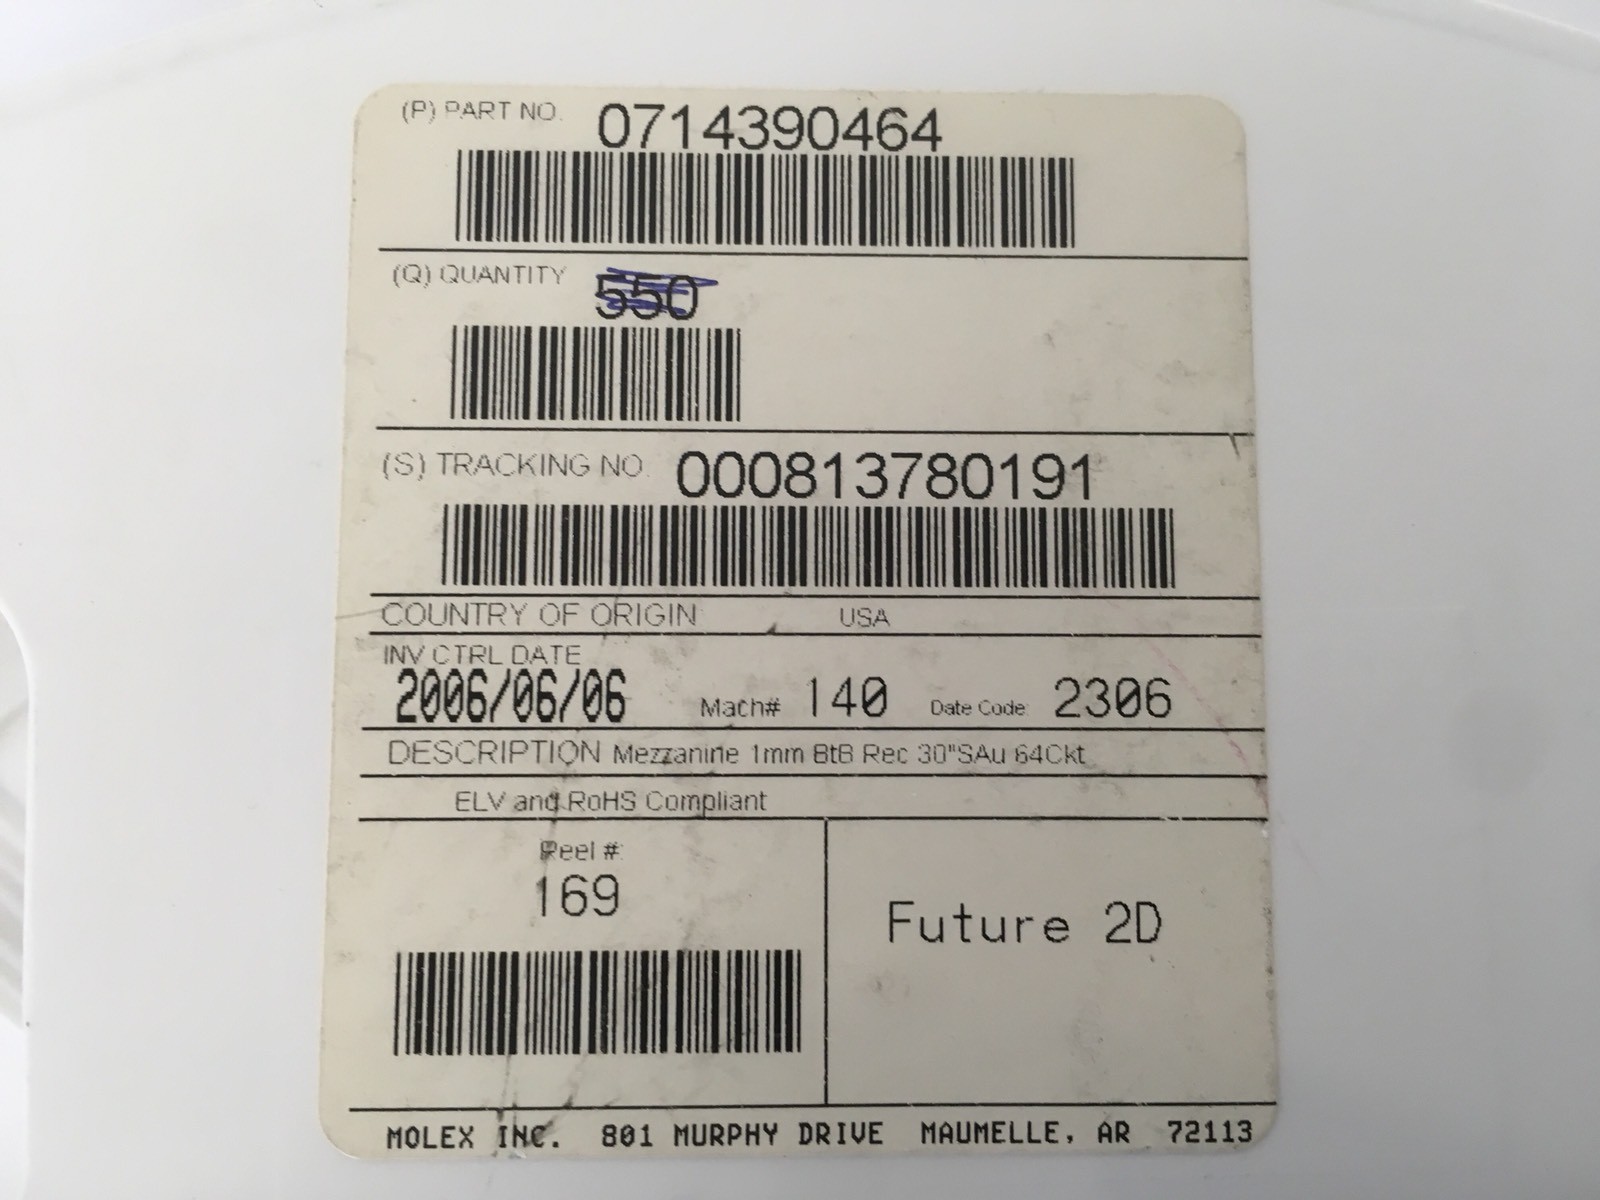 (P) PART NO. 0714390464
(Q) QUANTITY 550
(S) TRACKING NO. 000813780191
COUNTRY OF ORIGIN USA
INV CTRL DATE
2006/06/06 Mach# 140 Date Code: 2306
DESCRIPTION Mezzanine 1mm BtB Rec 30"SAu 64Ckt
ELV and RoHS Compliant
Reel #:
169
Future 2D
MOLEX INC. 801 MURPHY DRIVE MAUMELLE, AR 72113